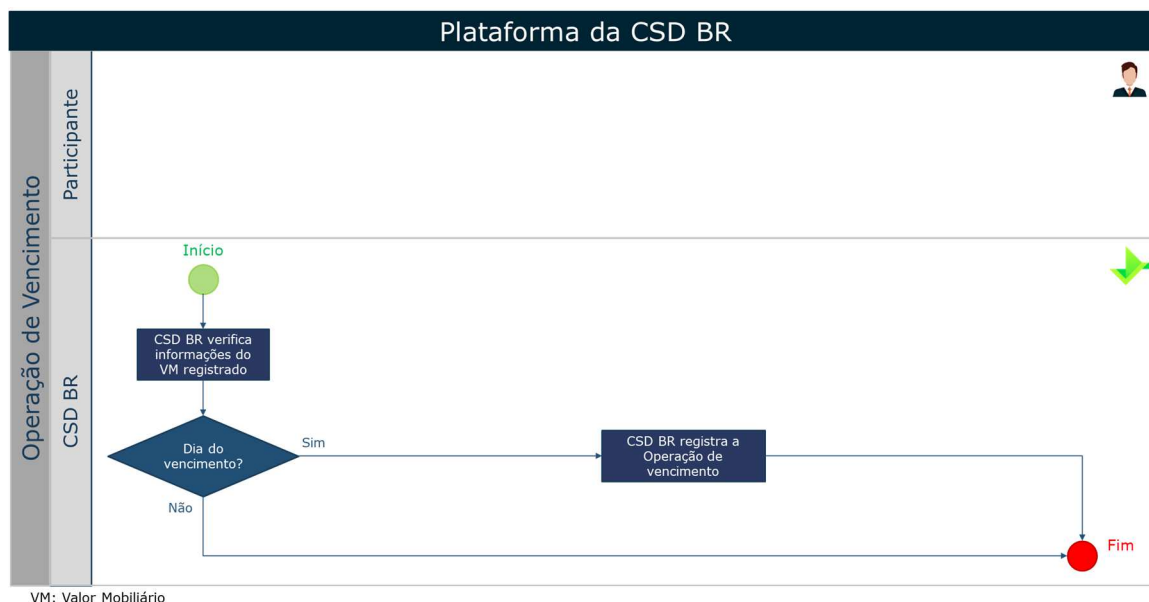 Plataforma da CSD BR
Operação de Vencimento
Participante
CSD BR
Início
CSD BR verifica
informações do
VM registrado
Dia do
vencimento?
Sim
Não
CSD BR registra a
Operação de
vencimento
Fim
VM: Valor Mobiliário